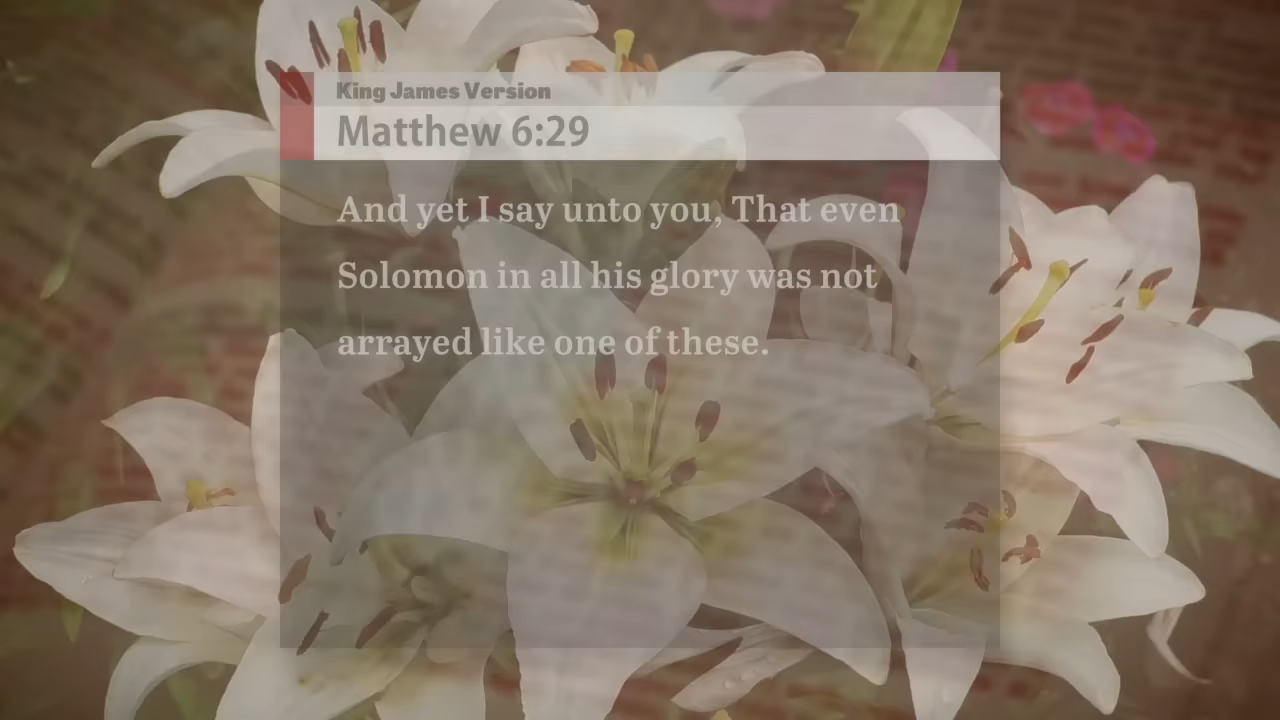 King James Version
Matthew 6:29
And yet I say unto you, That even
Solomon in all his glory was not
arrayed like one of these.